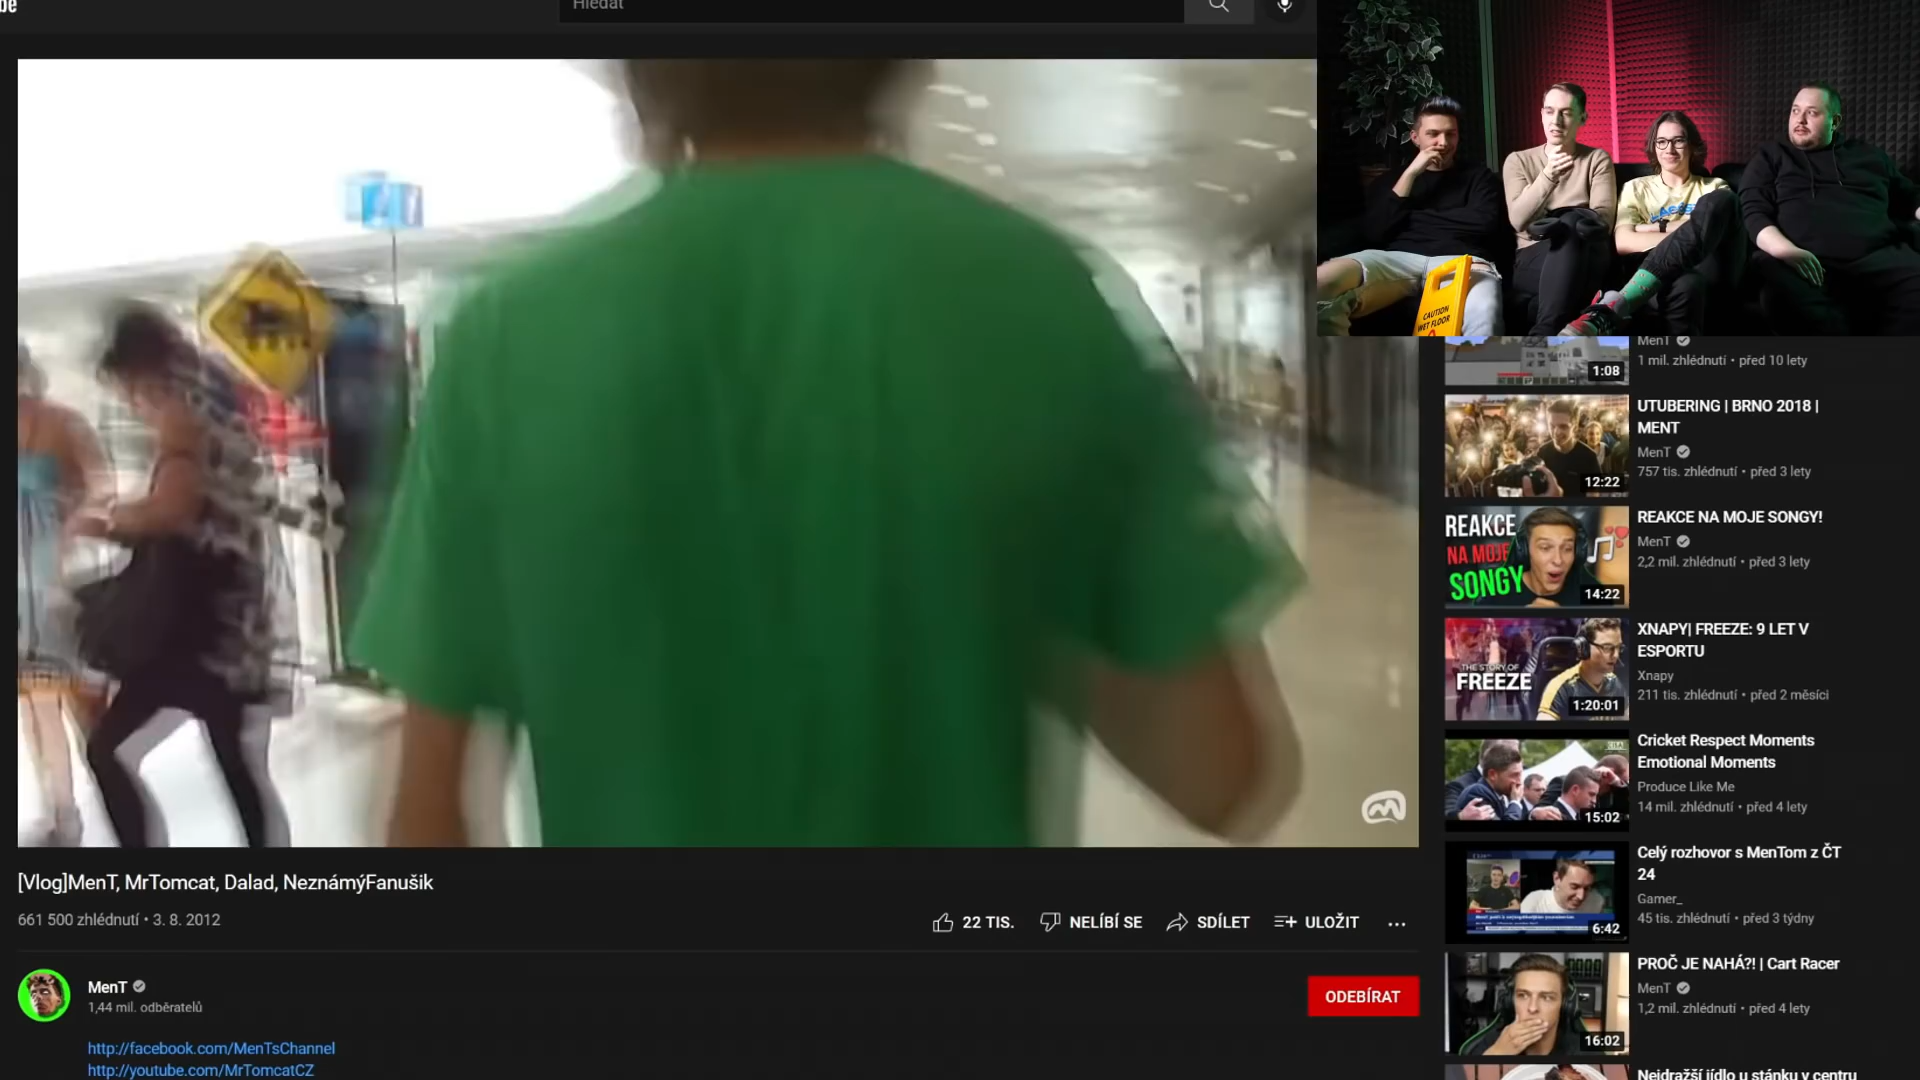 Hledat
CAUTION
WET FLOOR
MenT
1 mil. zhlédnutí • před 10 lety
1:08
UTUBERING | BRNO 2018 |
MENT
MenT
757 tis. zhlédnutí • před 3 lety
12:22
REAKCE
NA MOJE
SONGY
14:22
REAKCE NA MOJE SONGY!
MenT
2,2 mil. zhlédnutí • před 3 lety
THE STORY OF
FREEZE
1:20:01
XNAPY| FREEZE: 9 LET V
ESPORTU
Xnapy
211 tis. zhlédnutí • před 2 měsíci
15:02
Cricket Respect Moments
Emotional Moments
Produce Like Me
14 mil. zhlédnutí • před 4 lety
6:42
Celý rozhovor s MenTom z ČT
24
Gamer_
45 tis. zhlédnutí • před 3 týdny
16:02
PROČ JE NAHÁ?! | Cart Racer
MenT
1,2 mil. zhlédnutí • před 4 lety
Nejdražší jídlo u stánku v centru
[Vlog]MenT, MrTomcat, Dalad, NeznámýFanušik
661 500 zhlédnutí • 3. 8. 2012
22 TIS. NELÍBÍ SE SDÍLET ULOŽIT
MenT
1,44 mil. odběratelů
ODEBÍRAT
http://facebook.com/MenTsChannel
http://youtube.com/MrTomcatCZ